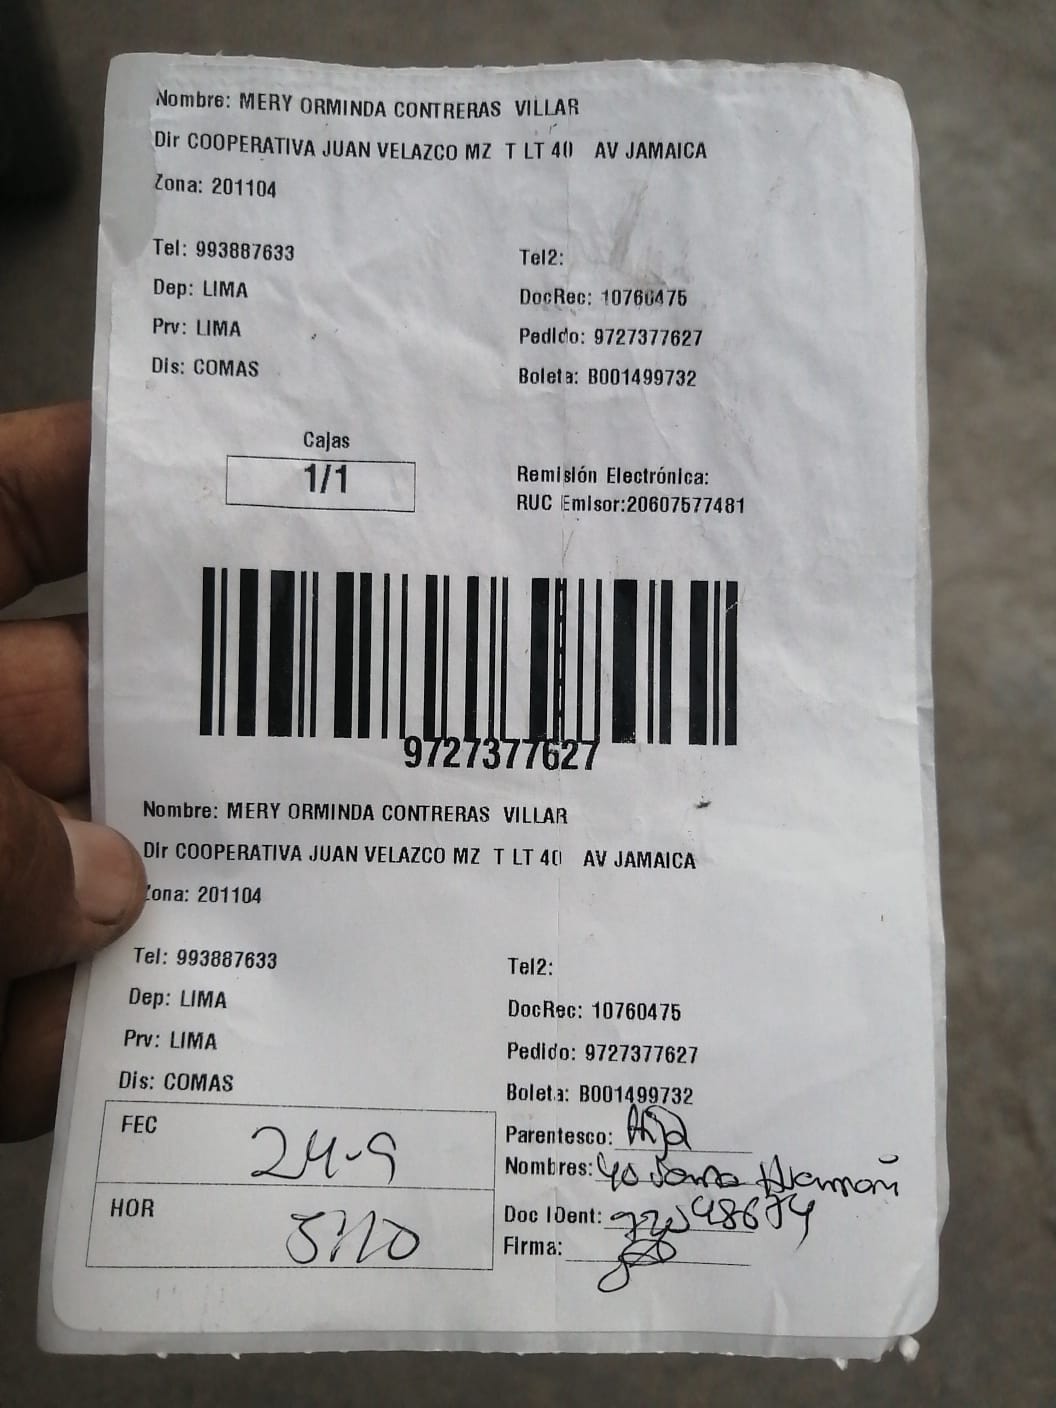 Nombre: MERY ORMINDA CONTRERAS VILLAR
Dir COOPERATIVA JUAN VELAZCO MZ T LT 40 AV JAMAICA
Zona: 201104
Tel: 993887633
Tel2:
Dep: LIMA
DocRec: 10760475
Prv: LIMA
Pedido: 9727377627
Dis: COMAS
Boleta: B001499732
Cajas
1/1
Remisión Electrónica:
RUC Emisor:20607577481
9727377627
Nombre: MERY ORMINDA CONTRERAS VILLAR
Dir COOPERATIVA JUAN VELAZCO MZ T LT 40 AV JAMAICA
Zona: 201104
Tel: 993887633
Tel2:
Dep: LIMA
DocRec: 10760475
Prv: LIMA
Pedido: 9727377627
Dis: COMAS
Boleta: B001499732
FEC 24-9
Parentesco: Hija
Nombres:
HOR
Doc IDent:
Firma: